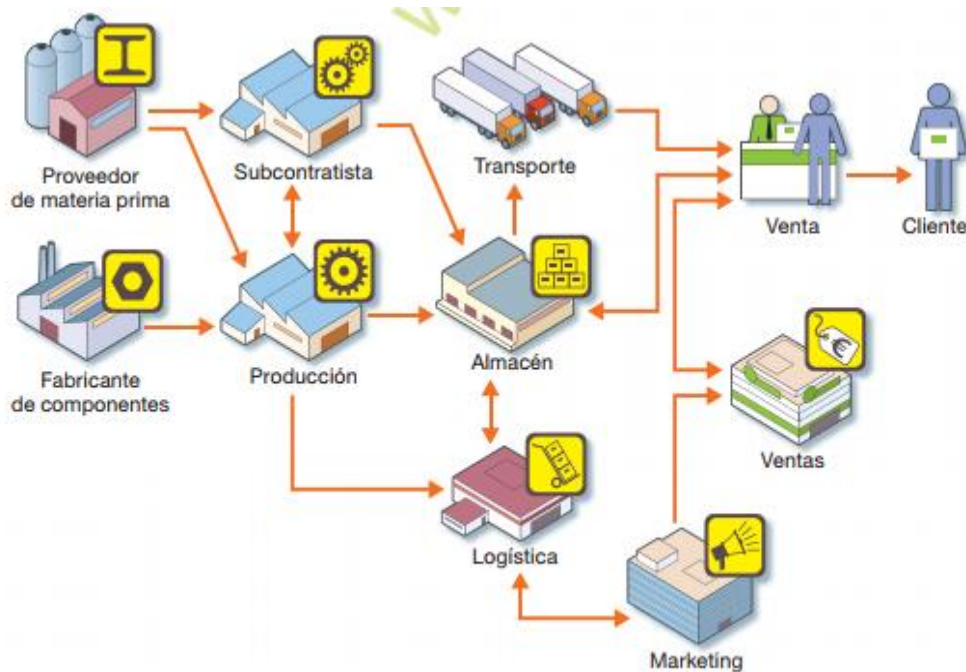 Proveedor
de materia prima
Subcontratista
Transporte
Venta
Cliente
Fabricante
de componentes
Producción
Almacén
€
Ventas
Logística
Marketing